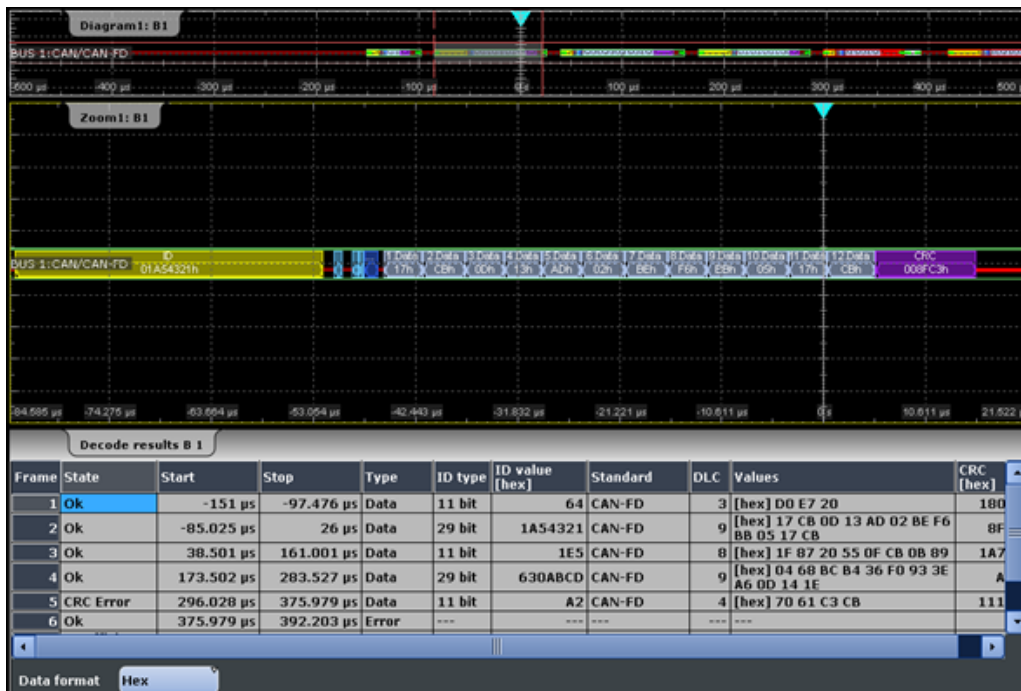 Diagram1: B1
BUS 1:CAN/CAN-FD
-600 µs -400 µs -300 µs -200 µs -100 µs 0s 100 µs 200 µs 300 µs 400 µs 500
Zoom1: B1
ID 1.Data 2.Data 3.Data 4.Data 5.Data 6.Data 7.Data 8.Data 9.Data 10.Data 11.Data 12.Data CRC
BUS 1:CAN/CAN-FD 01A54321h 17h CBh 0Dh 13h ADh 02h BEh F6h EBh 05h 17h CBh 008FC3h
-84.585 µs -74.275 µs -63.664 µs -53.054 µs -42.443 µs -31.832 µs -21.221 µs -10.611 µs 0s 10.611 µs 21.522 µs
Decode results B 1
Frame State Start Stop Type ID type ID value [hex] Standard DLC Values CRC [hex]
1 Ok -151 µs -97.476 µs Data 11 bit 64 CAN-FD 3 [hex] D0 E7 20 180
2 Ok -85.025 µs 26 µs Data 29 bit 1A54321 CAN-FD 9 [hex] 17 CB 0D 13 AD 02 BE F6 8F
BB 05 17 CB
3 Ok 38.501 µs 161.001 µs Data 11 bit 1E5 CAN-FD 8 [hex] 1F 87 20 55 0F CB 0B 89 1A7
4 Ok 173.502 µs 283.527 µs Data 29 bit 630ABCD CAN-FD 9 [hex] 04 68 BC B4 36 F0 93 3E A
A6 0D 14 1E
5 CRC Error 296.028 µs 375.979 µs Data 11 bit A2 CAN-FD 4 [hex] 70 61 C3 CB 111
6 Ok 375.979 µs 392.203 µs Error --- --- --- --- ---
Data format Hex